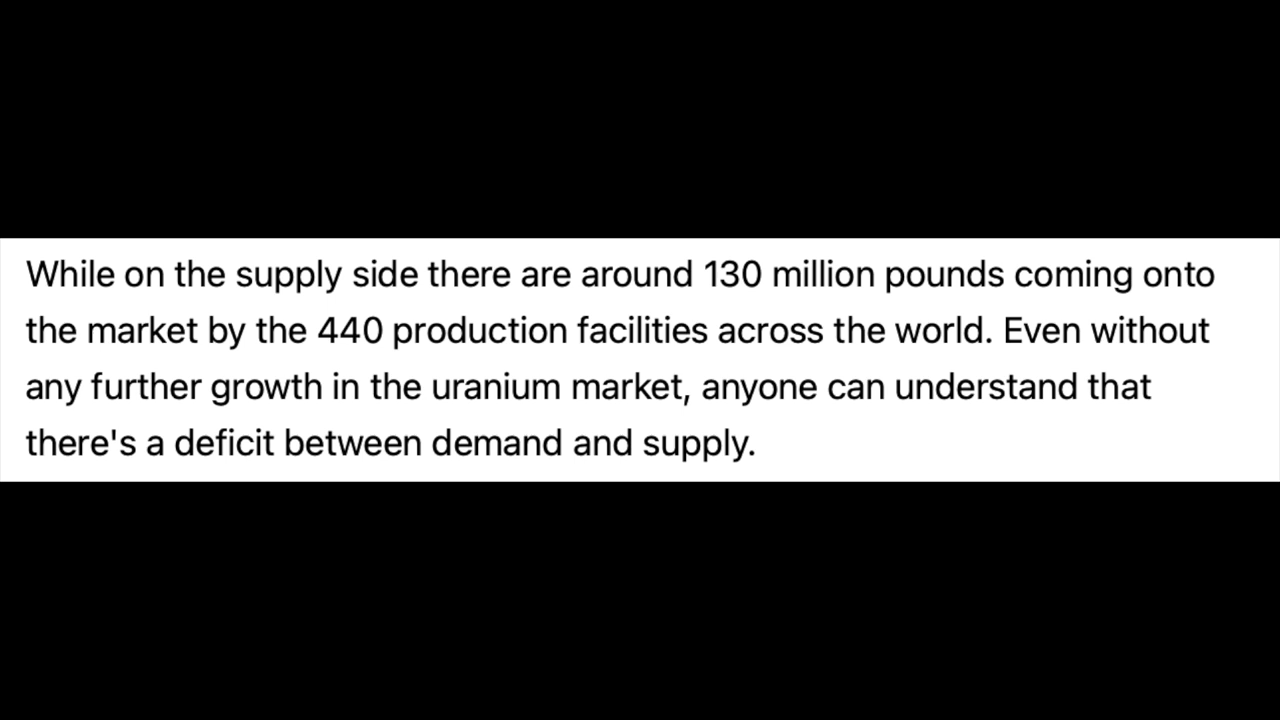 While on the supply side there are around 130 million pounds coming onto
the market by the 440 production facilities across the world. Even without
any further growth in the uranium market, anyone can understand that
there's a deficit between demand and supply.